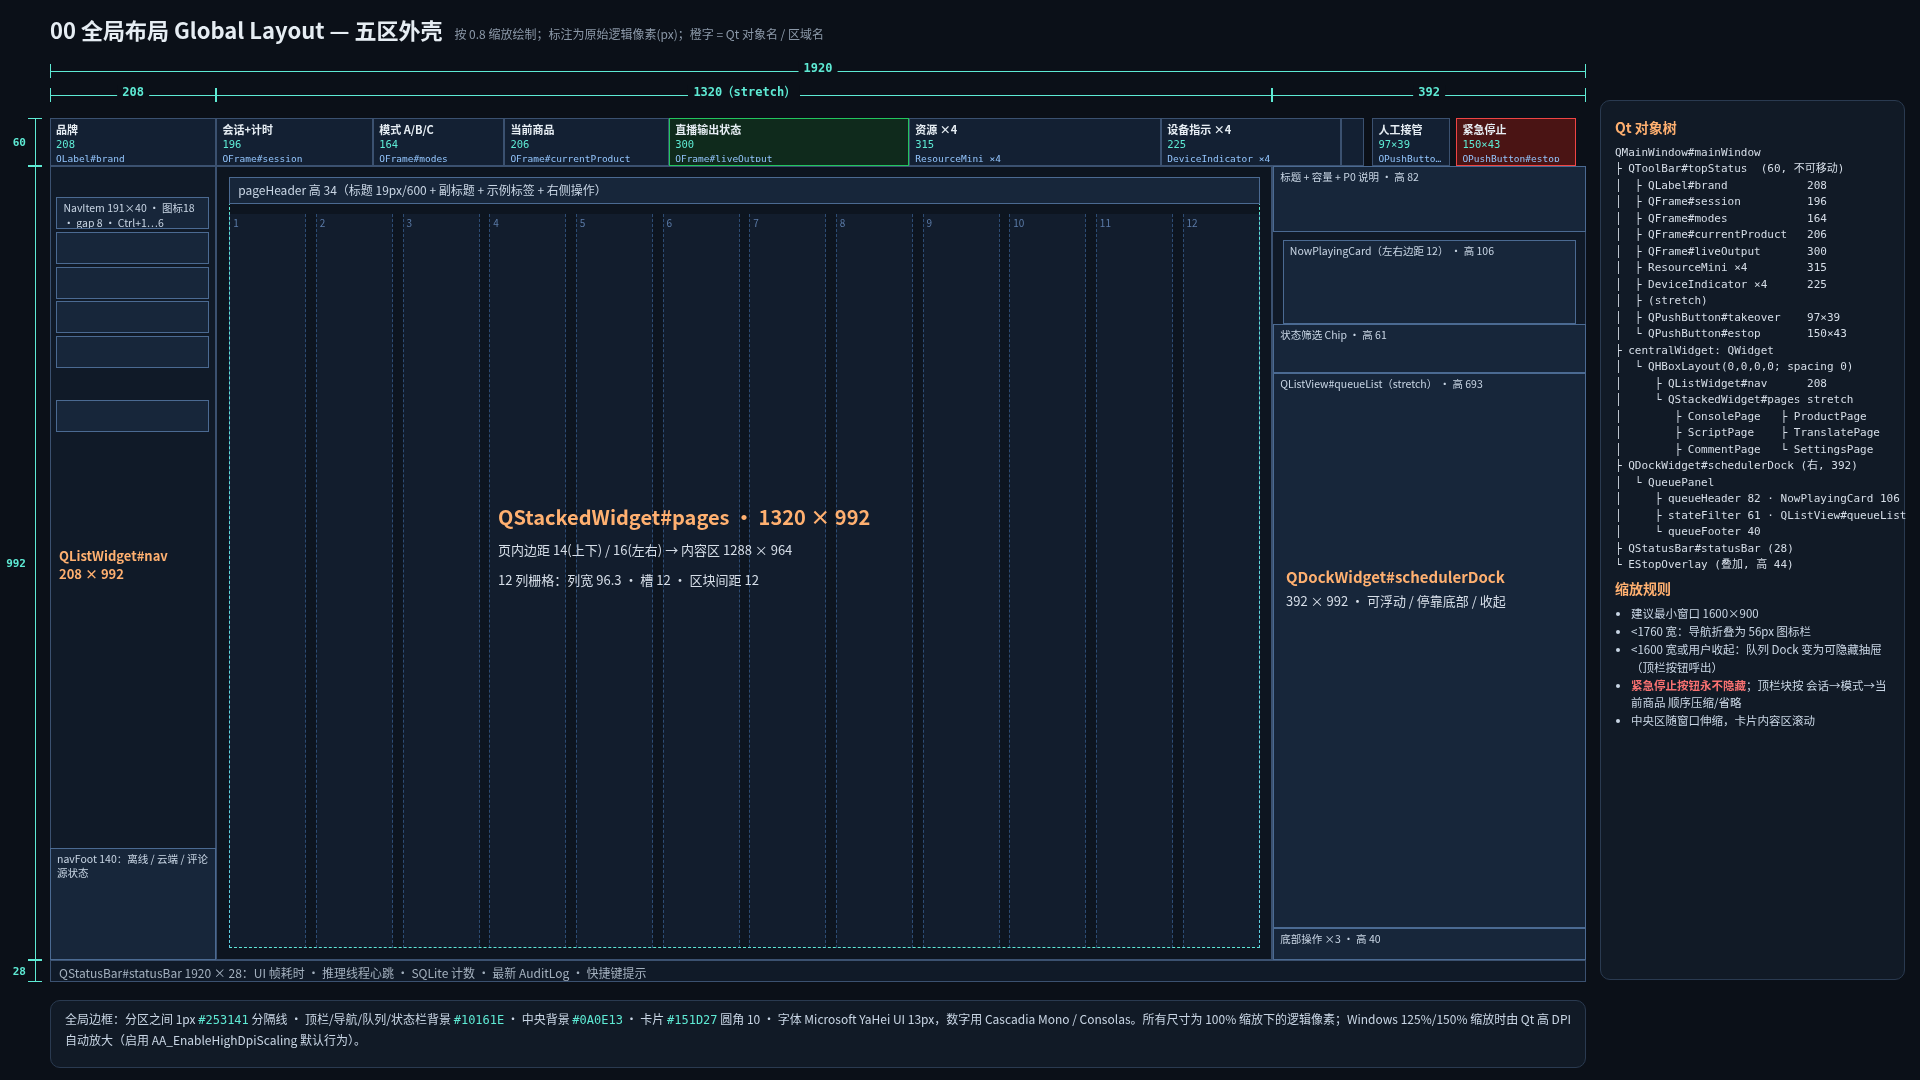 00 全局布局 Global Layout — 五区外壳 按 0.8 缩放绘制；标注为原始逻辑像素(px)；橙字 = Qt 对象名 / 区域名
1920
208
1320（stretch）
392
60
品牌
208
QLabel#brand
会话+计时
196
QFrame#session
模式 A/B/C
164
QFrame#modes
当前商品
206
QFrame#currentProduct
直播输出状态
300
QFrame#liveOutput
资源 ×4
315
ResourceMini ×4
设备指示 ×4
225
DeviceIndicator ×4
人工接管
97×39
QPushButto…
紧急停止
150×43
QPushButton#estop
992
NavItem 191×40 · 图标18
· gap 8 · Ctrl+1…6
QListWidget#nav
208 × 992
navFoot 140：离线 / 云端 / 评论
源状态
pageHeader 高 34（标题 19px/600 + 副标题 + 示例标签 + 右侧操作）
1 2 3 4 5 6 7 8 9 10 11 12
QStackedWidget#pages · 1320 × 992
页内边距 14(上下) / 16(左右) → 内容区 1288 × 964
12 列栅格：列宽 96.3 · 槽 12 · 区块间距 12
标题 + 容量 + P0 说明 · 高 82
NowPlayingCard（左右边距 12） · 高 106
状态筛选 Chip · 高 61
QListView#queueList（stretch） · 高 693
QDockWidget#schedulerDock
392 × 992 · 可浮动 / 停靠底部 / 收起
底部操作 ×3 · 高 40
28
QStatusBar#statusBar 1920 × 28：UI 帧耗时 · 推理线程心跳 · SQLite 计数 · 最新 AuditLog · 快捷键提示
Qt 对象树
QMainWindow#mainWindow
├ QToolBar#topStatus (60, 不可移动)
│ ├ QLabel#brand 208
│ ├ QFrame#session 196
│ ├ QFrame#modes 164
│ ├ QFrame#currentProduct 206
│ ├ QFrame#liveOutput 300
│ ├ ResourceMini ×4 315
│ ├ DeviceIndicator ×4 225
│ ├ (stretch)
│ ├ QPushButton#takeover 97×39
│ └ QPushButton#estop 150×43
├ centralWidget: QWidget
│ └ QHBoxLayout(0,0,0,0; spacing 0)
│ ├ QListWidget#nav 208
│ └ QStackedWidget#pages stretch
│ ├ ConsolePage ├ ProductPage
│ ├ ScriptPage ├ TranslatePage
│ ├ CommentPage └ SettingsPage
├ QDockWidget#schedulerDock (右, 392)
│ └ QueuePanel
│ ├ queueHeader 82 · NowPlayingCard 106
│ ├ stateFilter 61 · QListView#queueList
│ └ queueFooter 40
├ QStatusBar#statusBar (28)
└ EStopOverlay (叠加, 高 44)
缩放规则
• 建议最小窗口 1600×900
• <1760 宽：导航折叠为 56px 图标栏
• <1600 宽或用户收起：队列 Dock 变为可隐藏抽屉
（顶栏按钮呼出）
• 紧急停止按钮永不隐藏；顶栏块按 会话→模式→当
前商品 顺序压缩/省略
• 中央区随窗口伸缩，卡片内容区滚动
全局边框：分区之间 1px #253141 分隔线 · 顶栏/导航/队列/状态栏背景 #10161E · 中央背景 #0A0E13 · 卡片 #151D27 圆角 10 · 字体 Microsoft YaHei UI 13px，数字用 Cascadia Mono / Consolas。所有尺寸为 100% 缩放下的逻辑像素；Windows 125%/150% 缩放时由 Qt 高 DPI
自动放大（启用 AA_EnableHighDpiScaling 默认行为）。